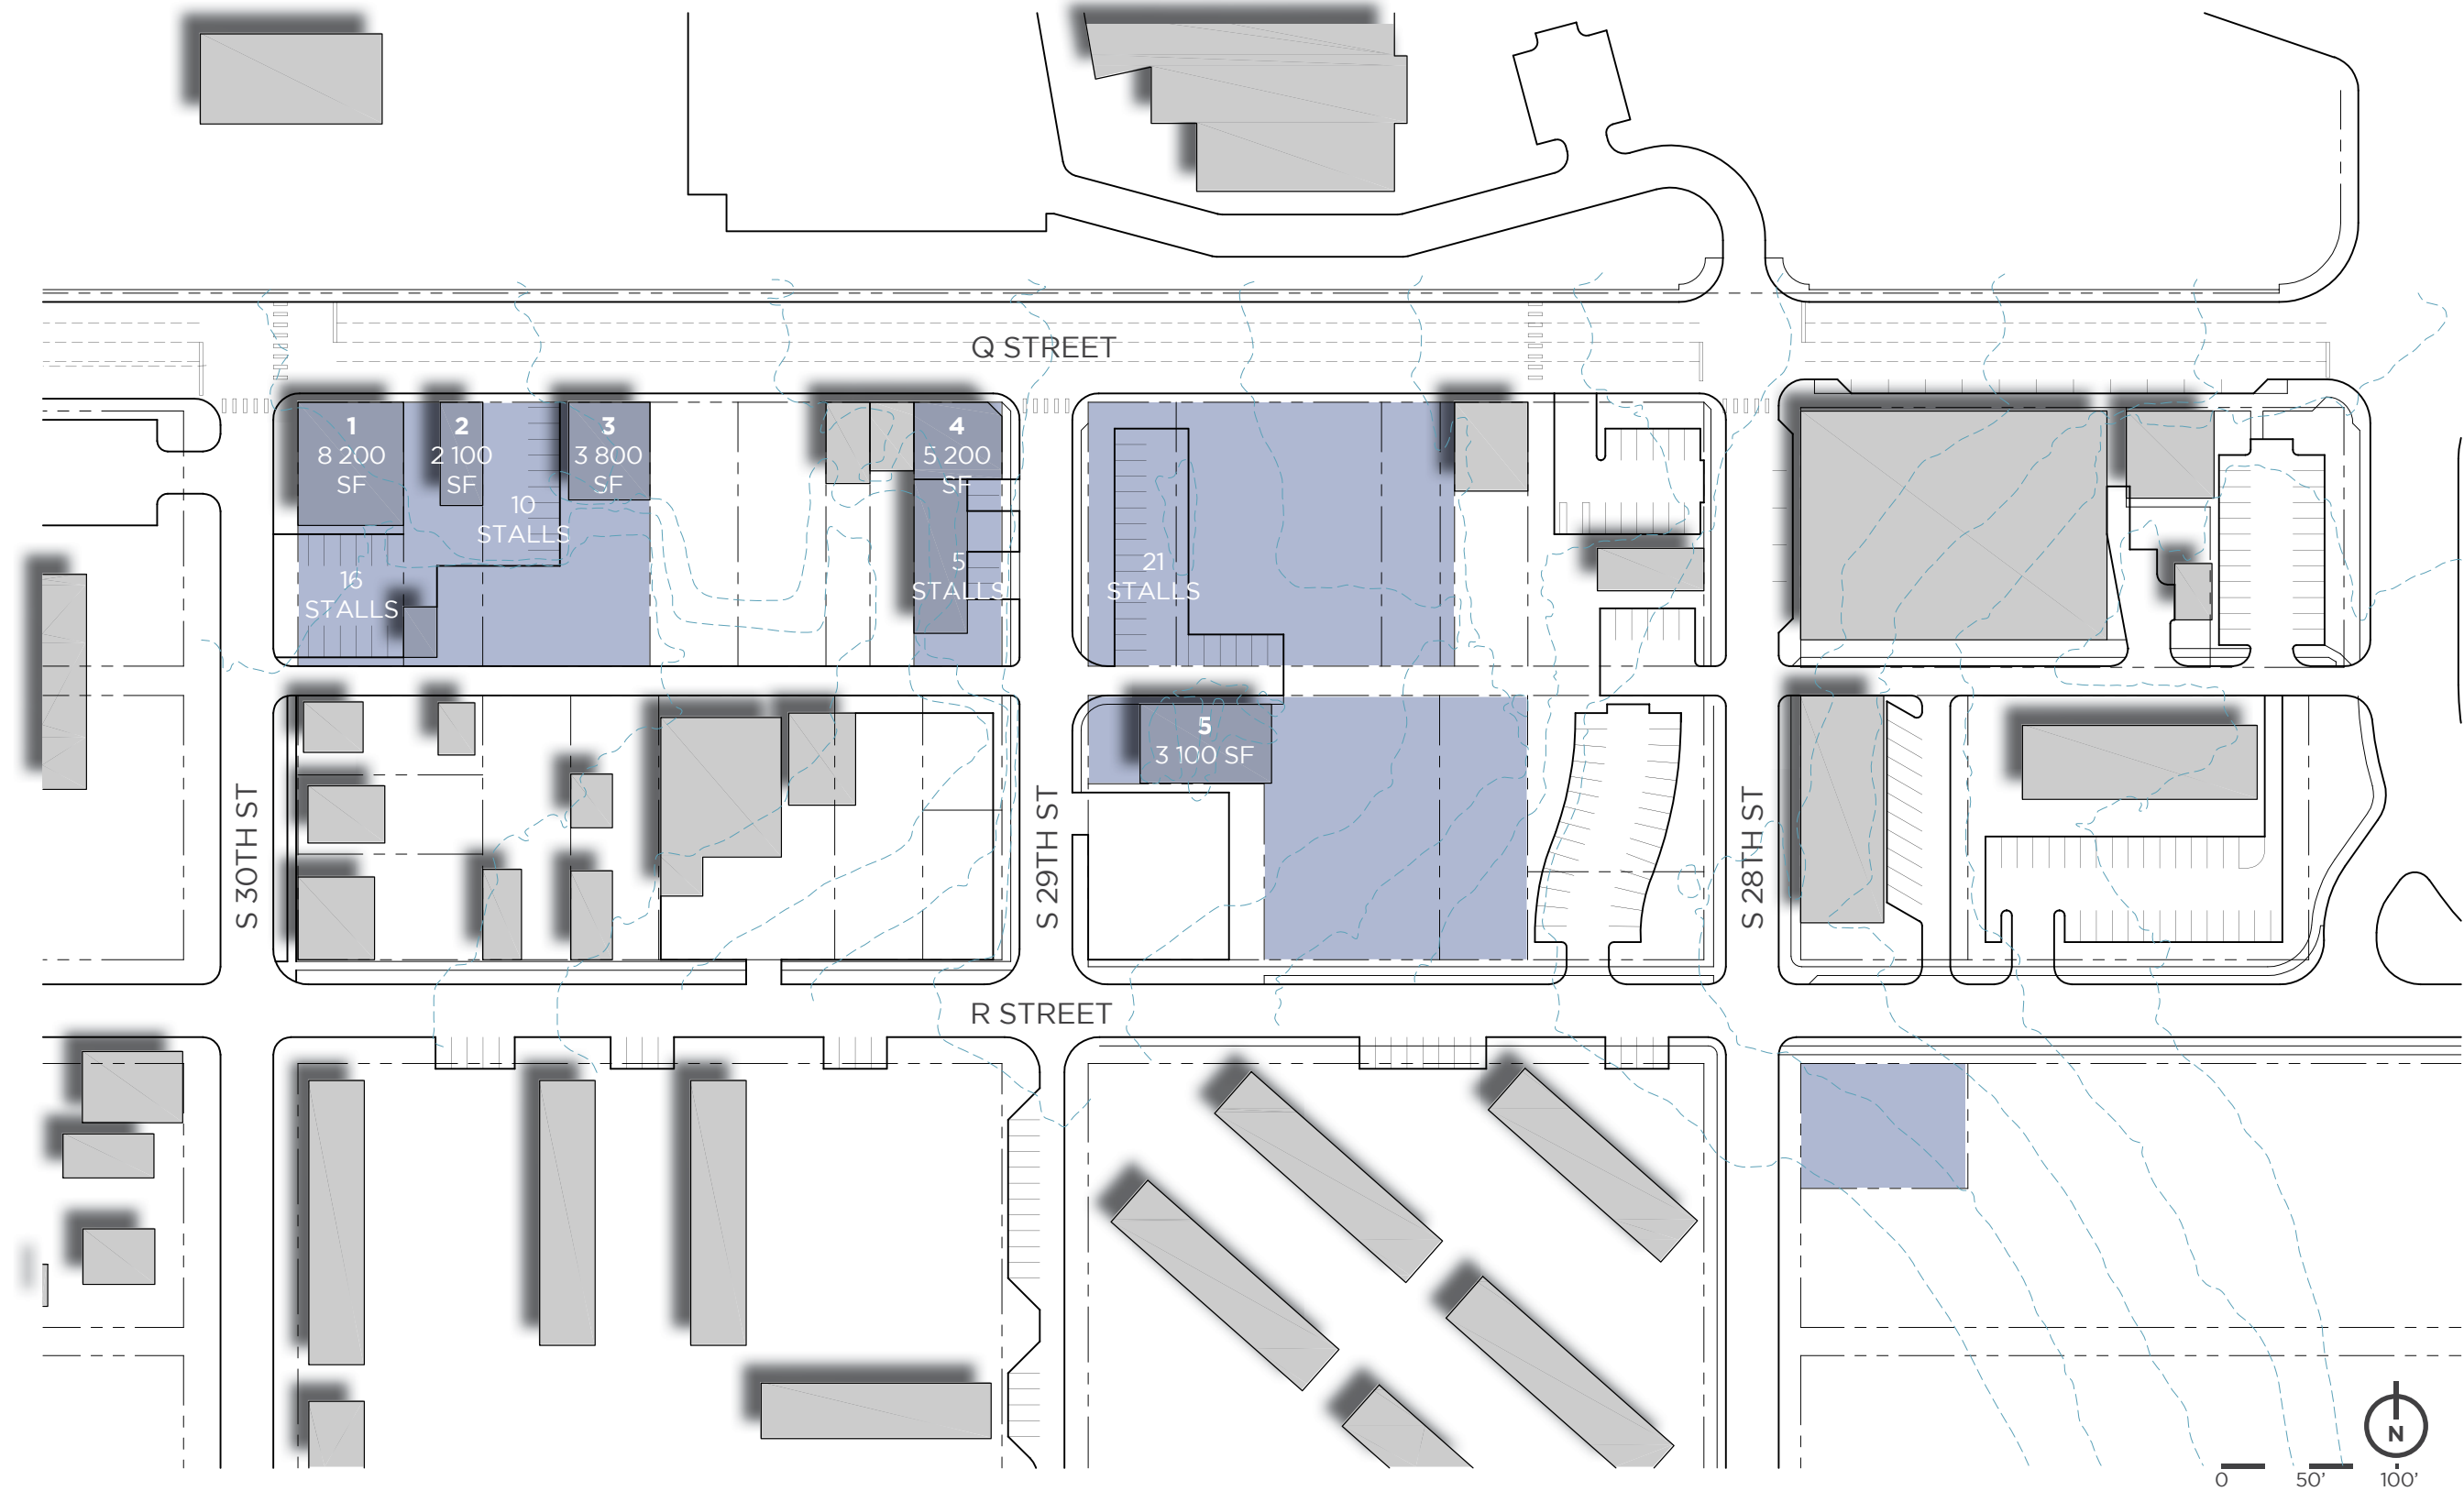 Q STREET
1
8 200
SF
2
2 100
SF
3
3 800
SF
4
5 200
SF
10
STALLS
16
STALLS
5
STALLS
21
STALLS
5
3 100 SF
S 30TH ST
S 29TH ST
S 28TH ST
R STREET
N
0 50’ 100’